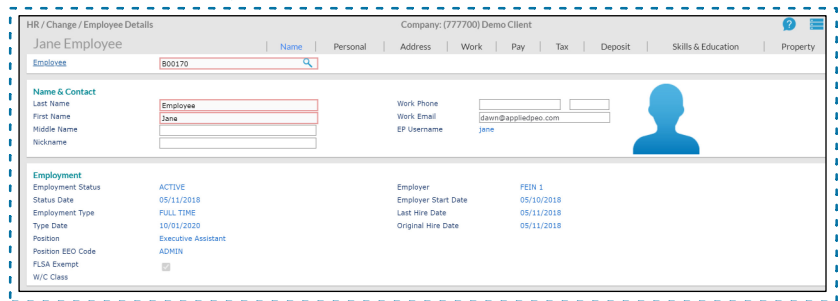 HR / Change / Employee Details Company: (777700) Demo Client ?
Jane Employee Name Personal Address Work Pay Tax Deposit Skills & Education Property
Employee B00170
Name & Contact
Last Name Employee Work Phone
First Name Jane Work Email dawn@appliedpeo.com
Middle Name EP Username jane
Nickname
Employment
Employment Status ACTIVE Employer FEIN 1
Status Date 05/11/2018 Employer Start Date 05/10/2018
Employment Type FULL TIME Last Hire Date 05/11/2018
Type Date 10/01/2020 Original Hire Date 05/11/2018
Position Executive Assistant
Position EEO Code ADMIN
FLSA Exempt
W/C Class